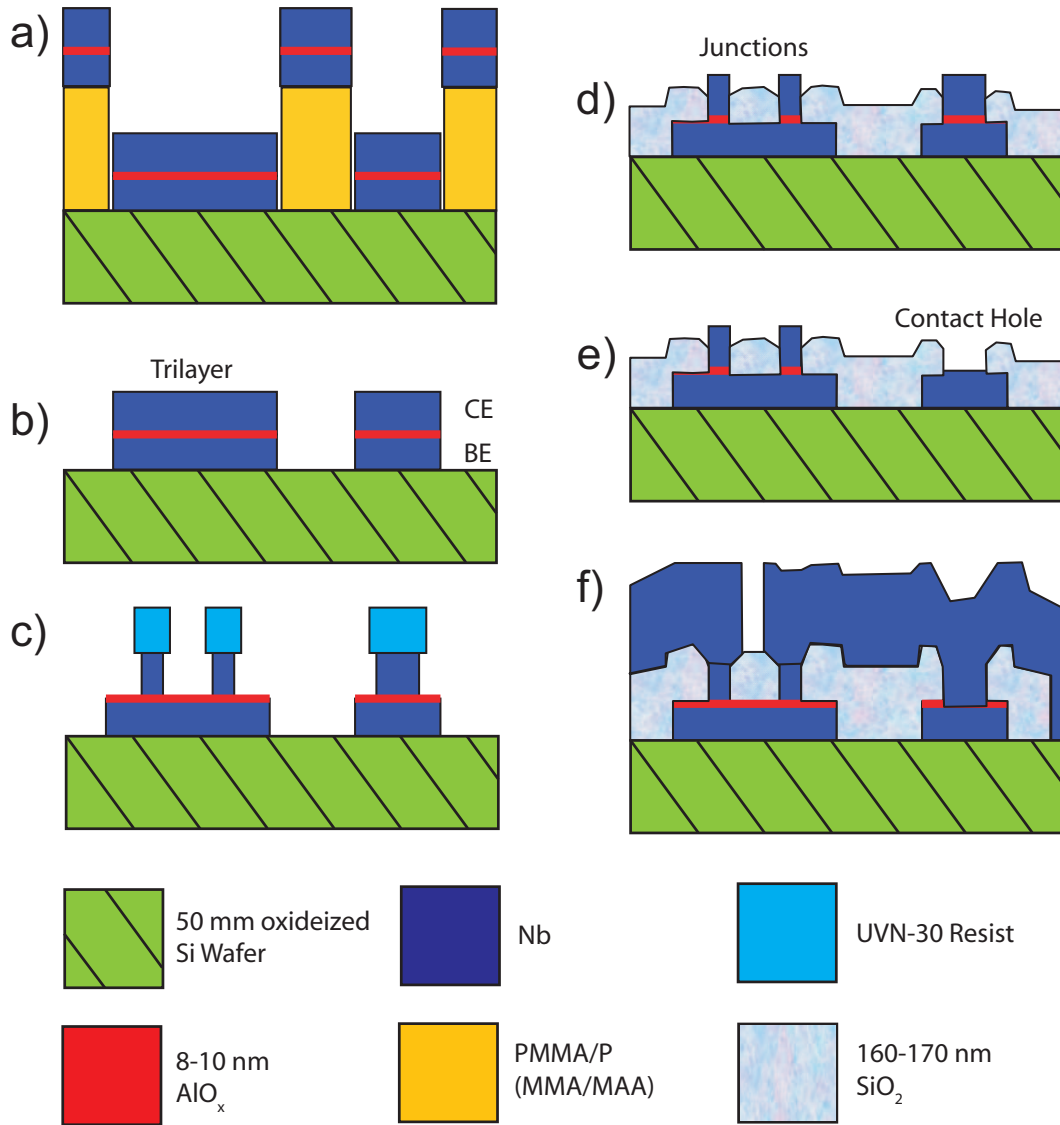 a)
b)
Trilayer
CE
BE
c)
Junctions
d)
Contact Hole
e)
f)
50 mm oxideized
Si Wafer
Nb
UVN-30 Resist
8-10 nm
AlOₓ
PMMA/P
(MMA/MAA)
160-170 nm
SiO₂